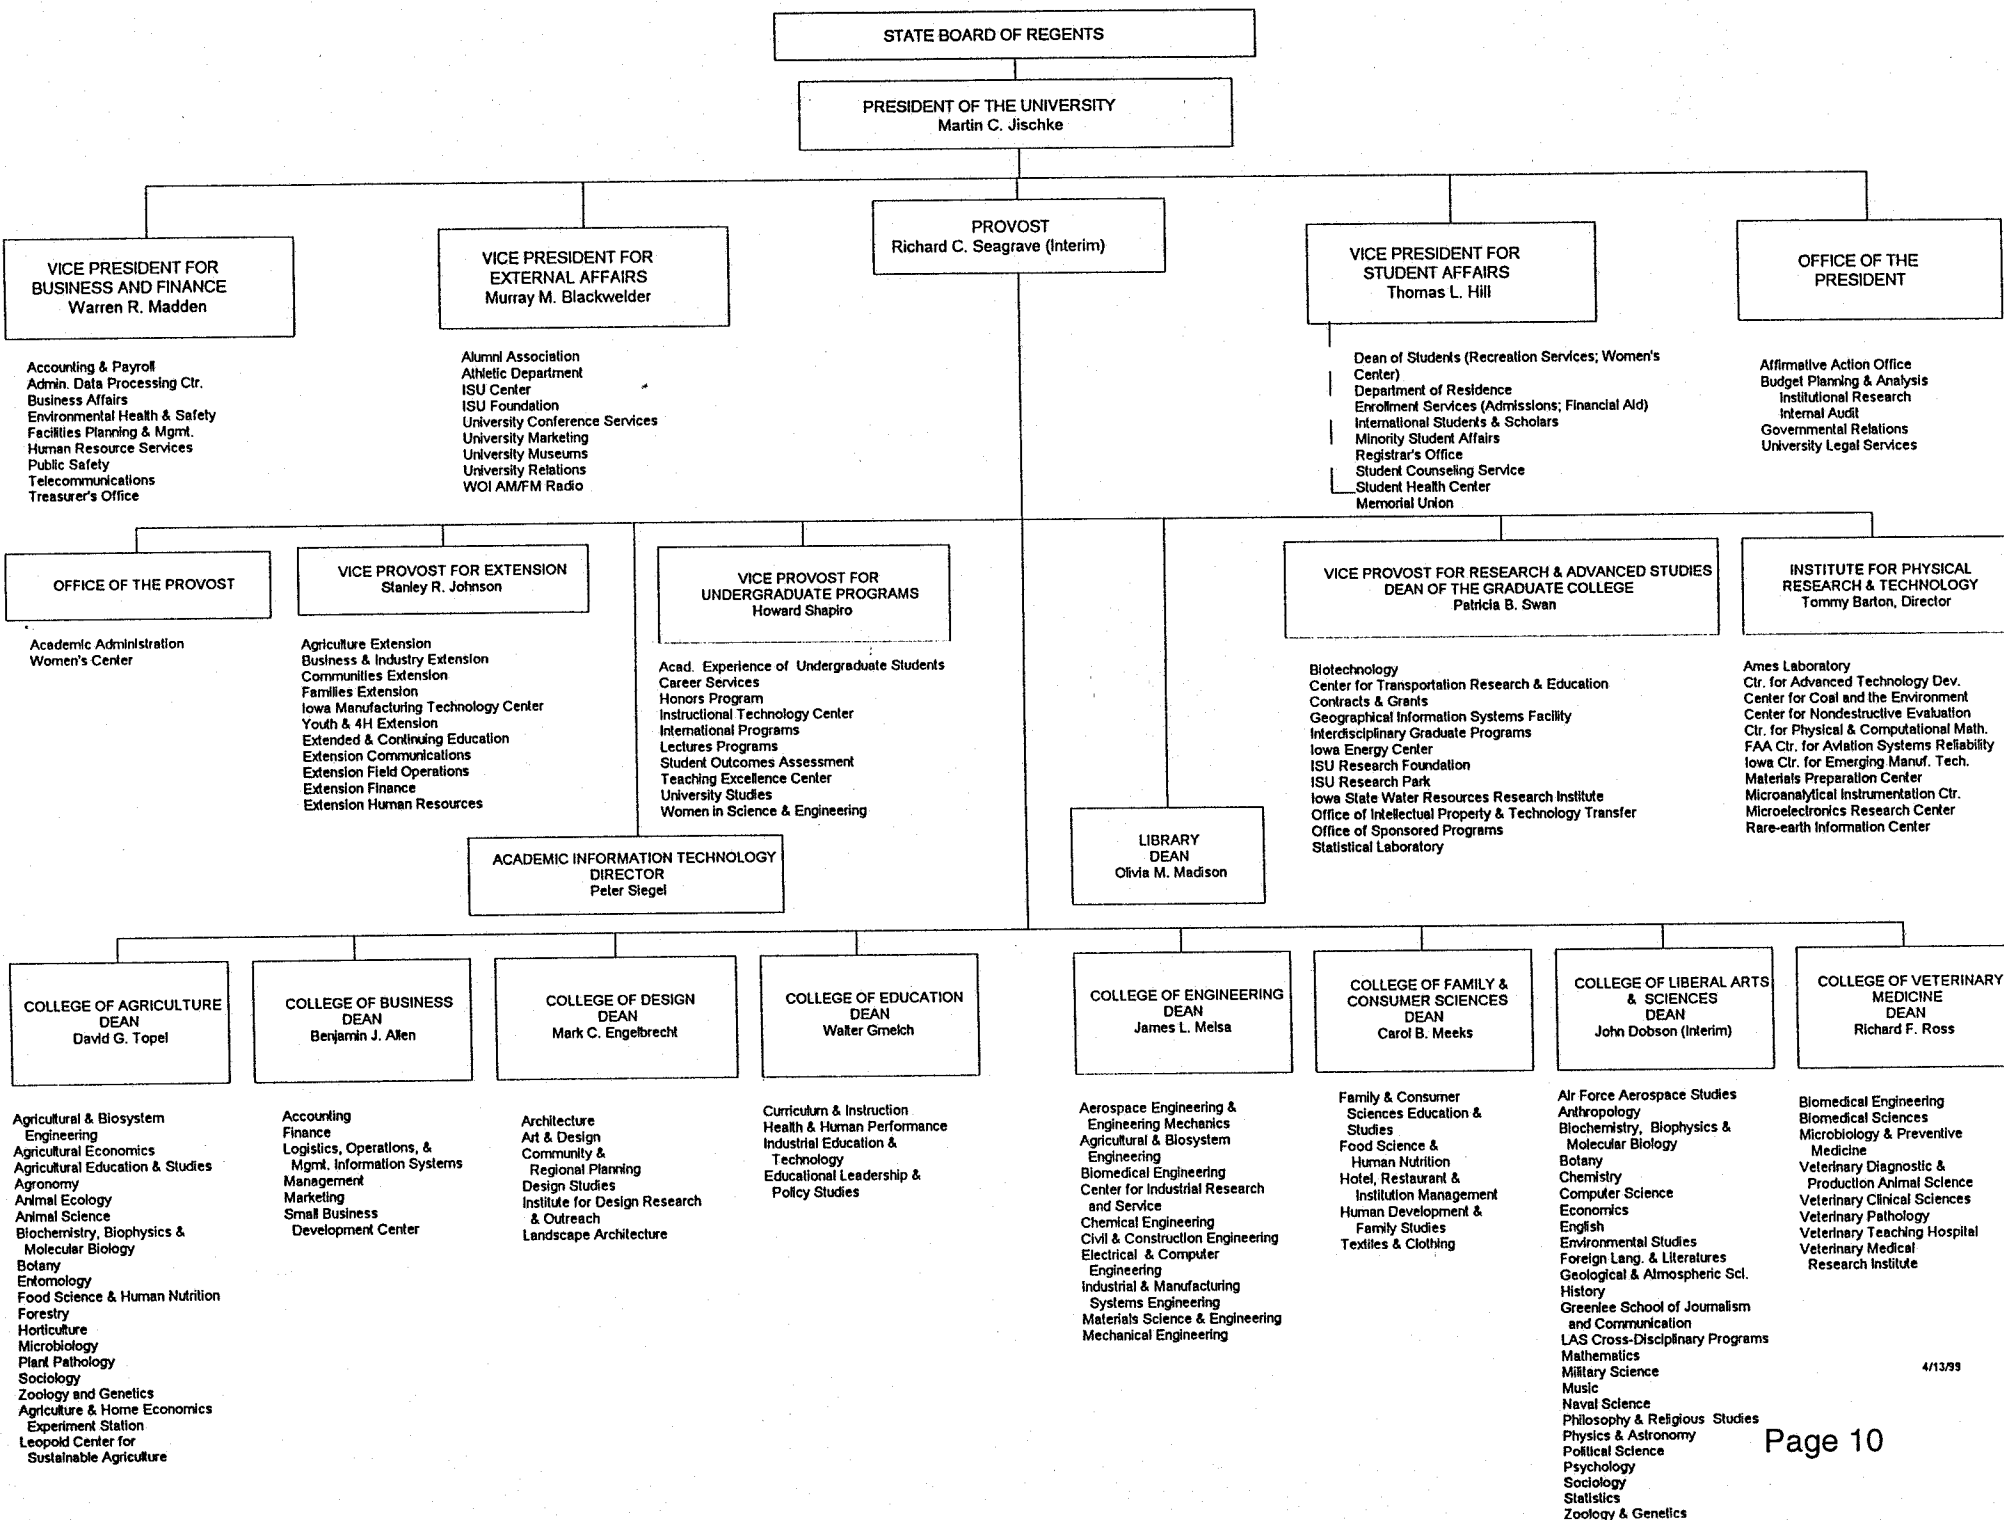 STATE BOARD OF REGENTS
PRESIDENT OF THE UNIVERSITY
Martin C. Jischke
VICE PRESIDENT FOR
BUSINESS AND FINANCE
Warren R. Madden
Accounting & Payroll
Admin. Data Processing Ctr.
Business Affairs
Environmental Health & Safety
Facilities Planning & Mgmt.
Human Resource Services
Public Safety
Telecommunications
Treasurer's Office
VICE PRESIDENT FOR
EXTERNAL AFFAIRS
Murray M. Blackwelder
Alumni Association
Athletic Department
ISU Center
ISU Foundation
University Conference Services
University Marketing
University Museums
University Relations
WOI AM/FM Radio
PROVOST
Richard C. Seagrave (Interim)
VICE PRESIDENT FOR
STUDENT AFFAIRS
Thomas L. Hill
Dean of Students (Recreation Services; Women's
Center)
Department of Residence
Enrollment Services (Admissions; Financial Aid)
International Students & Scholars
Minority Student Affairs
Registrar's Office
Student Counseling Service
Student Health Center
Memorial Union
OFFICE OF THE
PRESIDENT
Affirmative Action Office
Budget Planning & Analysis
Institutional Research
Internal Audit
Governmental Relations
University Legal Services
OFFICE OF THE PROVOST
Academic Administration
Women's Center
VICE PROVOST FOR EXTENSION
Stanley R. Johnson
Agriculture Extension
Business & Industry Extension
Communities Extension
Families Extension
Iowa Manufacturing Technology Center
Youth & 4H Extension
Extended & Continuing Education
Extension Communications
Extension Field Operations
Extension Finance
Extension Human Resources
VICE PROVOST FOR
UNDERGRADUATE PROGRAMS
Howard Shapiro
Acad. Experience of Undergraduate Students
Career Services
Honors Program
Instructional Technology Center
International Programs
Lectures Programs
Student Outcomes Assessment
Teaching Excellence Center
University Studies
Women in Science & Engineering
VICE PROVOST FOR RESEARCH & ADVANCED STUDIES
DEAN OF THE GRADUATE COLLEGE
Patricia B. Swan
Biotechnology
Center for Transportation Research & Education
Contracts & Grants
Geographical Information Systems Facility
Interdisciplinary Graduate Programs
Iowa Energy Center
ISU Research Foundation
ISU Research Park
Iowa State Water Resources Research Institute
Office of Intellectual Property & Technology Transfer
Office of Sponsored Programs
Statistical Laboratory
INSTITUTE FOR PHYSICAL
RESEARCH & TECHNOLOGY
Tommy Barton, Director
Ames Laboratory
Ctr. for Advanced Technology Dev.
Center for Coal and the Environment
Center for Nondestructive Evaluation
Ctr. for Physical & Computational Math.
FAA Ctr. for Aviation Systems Reliability
Iowa Ctr. for Emerging Manuf. Tech.
Materials Preparation Center
Microanalytical Instrumentation Ctr.
Microelectronics Research Center
Rare-earth Information Center
ACADEMIC INFORMATION TECHNOLOGY
DIRECTOR
Peter Siegel
LIBRARY
DEAN
Olivia M. Madison
COLLEGE OF AGRICULTURE
DEAN
David G. Topel
Agricultural & Biosystem
Engineering
Agricultural Economics
Agricultural Education & Studies
Agronomy
Animal Ecology
Animal Science
Biochemistry, Biophysics &
Molecular Biology
Botany
Entomology
Food Science & Human Nutrition
Forestry
Horticulture
Microbiology
Plant Pathology
Sociology
Zoology and Genetics
Agriculture & Home Economics
Experiment Station
Leopold Center for
Sustainable Agriculture
COLLEGE OF BUSINESS
DEAN
Benjamin J. Allen
Accounting
Finance
Logistics, Operations, &
Mgmt. Information Systems
Management
Marketing
Small Business
Development Center
COLLEGE OF DESIGN
DEAN
Mark C. Engelbrecht
Architecture
Art & Design
Community &
Regional Planning
Design Studies
Institute for Design Research
& Outreach
Landscape Architecture
COLLEGE OF EDUCATION
DEAN
Walter Gmelch
Curriculum & Instruction
Health & Human Performance
Industrial Education &
Technology
Educational Leadership &
Policy Studies
COLLEGE OF ENGINEERING
DEAN
James L. Melsa
Aerospace Engineering &
Engineering Mechanics
Agricultural & Biosystem
Engineering
Biomedical Engineering
Center for Industrial Research
and Service
Chemical Engineering
Civil & Construction Engineering
Electrical & Computer
Engineering
Industrial & Manufacturing
Systems Engineering
Materials Science & Engineering
Mechanical Engineering
COLLEGE OF FAMILY &
CONSUMER SCIENCES
DEAN
Carol B. Meeks
Family & Consumer
Sciences Education &
Studies
Food Science &
Human Nutrition
Hotel, Restaurant &
Institution Management
Human Development &
Family Studies
Textiles & Clothing
COLLEGE OF LIBERAL ARTS
& SCIENCES
DEAN
John Dobson (Interim)
Air Force Aerospace Studies
Anthropology
Biochemistry, Biophysics &
Molecular Biology
Botany
Chemistry
Computer Science
Economics
English
Environmental Studies
Foreign Lang. & Literatures
Geological & Atmospheric Sci.
History
Greenlee School of Journalism
and Communication
LAS Cross-Disciplinary Programs
Mathematics
Military Science
Music
Naval Science
Philosophy & Religious Studies
Physics & Astronomy
Political Science
Psychology
Sociology
Statistics
Zoology & Genetics
COLLEGE OF VETERINARY
MEDICINE
DEAN
Richard F. Ross
Biomedical Engineering
Biomedical Sciences
Microbiology & Preventive
Medicine
Veterinary Diagnostic &
Production Animal Science
Veterinary Clinical Sciences
Veterinary Pathology
Veterinary Teaching Hospital
Veterinary Medical
Research Institute
4/13/99
Page 10